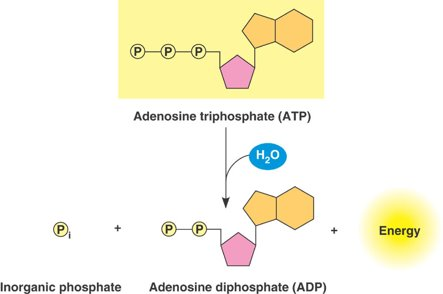 P P P
Adenosine triphosphate (ATP)
H₂O
Pi + P P + Energy
Inorganic phosphate Adenosine diphosphate (ADP)